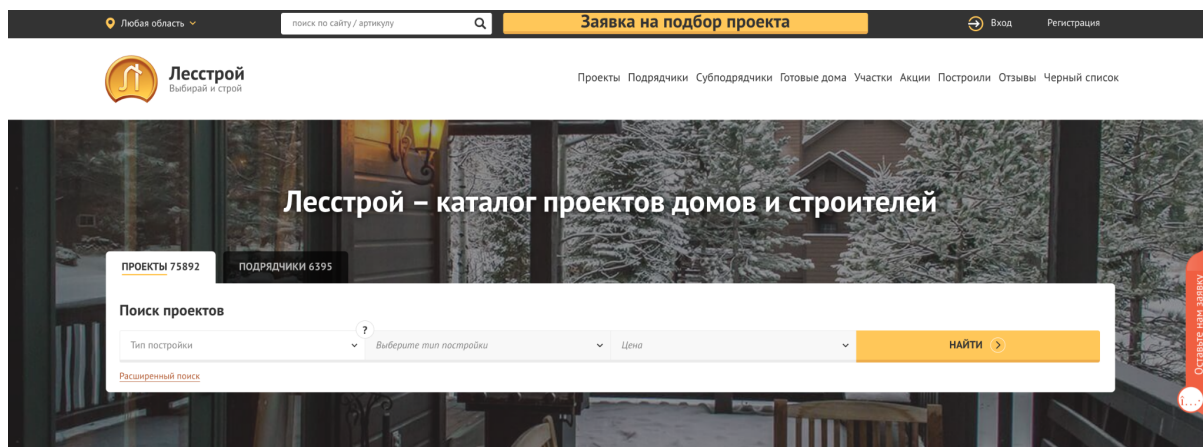 Любая область
поиск по сайту / артикулу
Заявка на подбор проекта
Вход
Регистрация
Лесстрой
Выбирай и строй
Проекты Подрядчики Субподрядчики Готовые дома Участки Акции Построили Отзывы Черный список
Лесстрой – каталог проектов домов и строителей
ПРОЕКТЫ 75892
ПОДРЯДЧИКИ 6395
Поиск проектов
Тип постройки
?
Выберите тип постройки
Цена
НАЙТИ
Расширенный поиск
Оставьте нам заявку